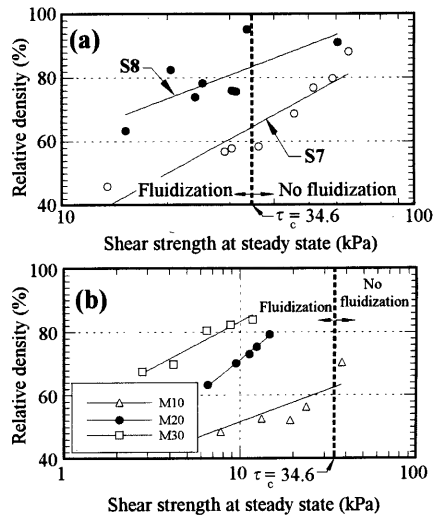 (a)
Relative density (%)
100
80
60
40
S8
S7
Fluidization
No fluidization
10
100
τc = 34.6
Shear strength at steady state (kPa)
(b)
Relative density (%)
100
80
60
40
No
Fluidization
fluidization
M10
M20
M30
1
10
100
τc = 34.6
Shear strength at steady state (kPa)